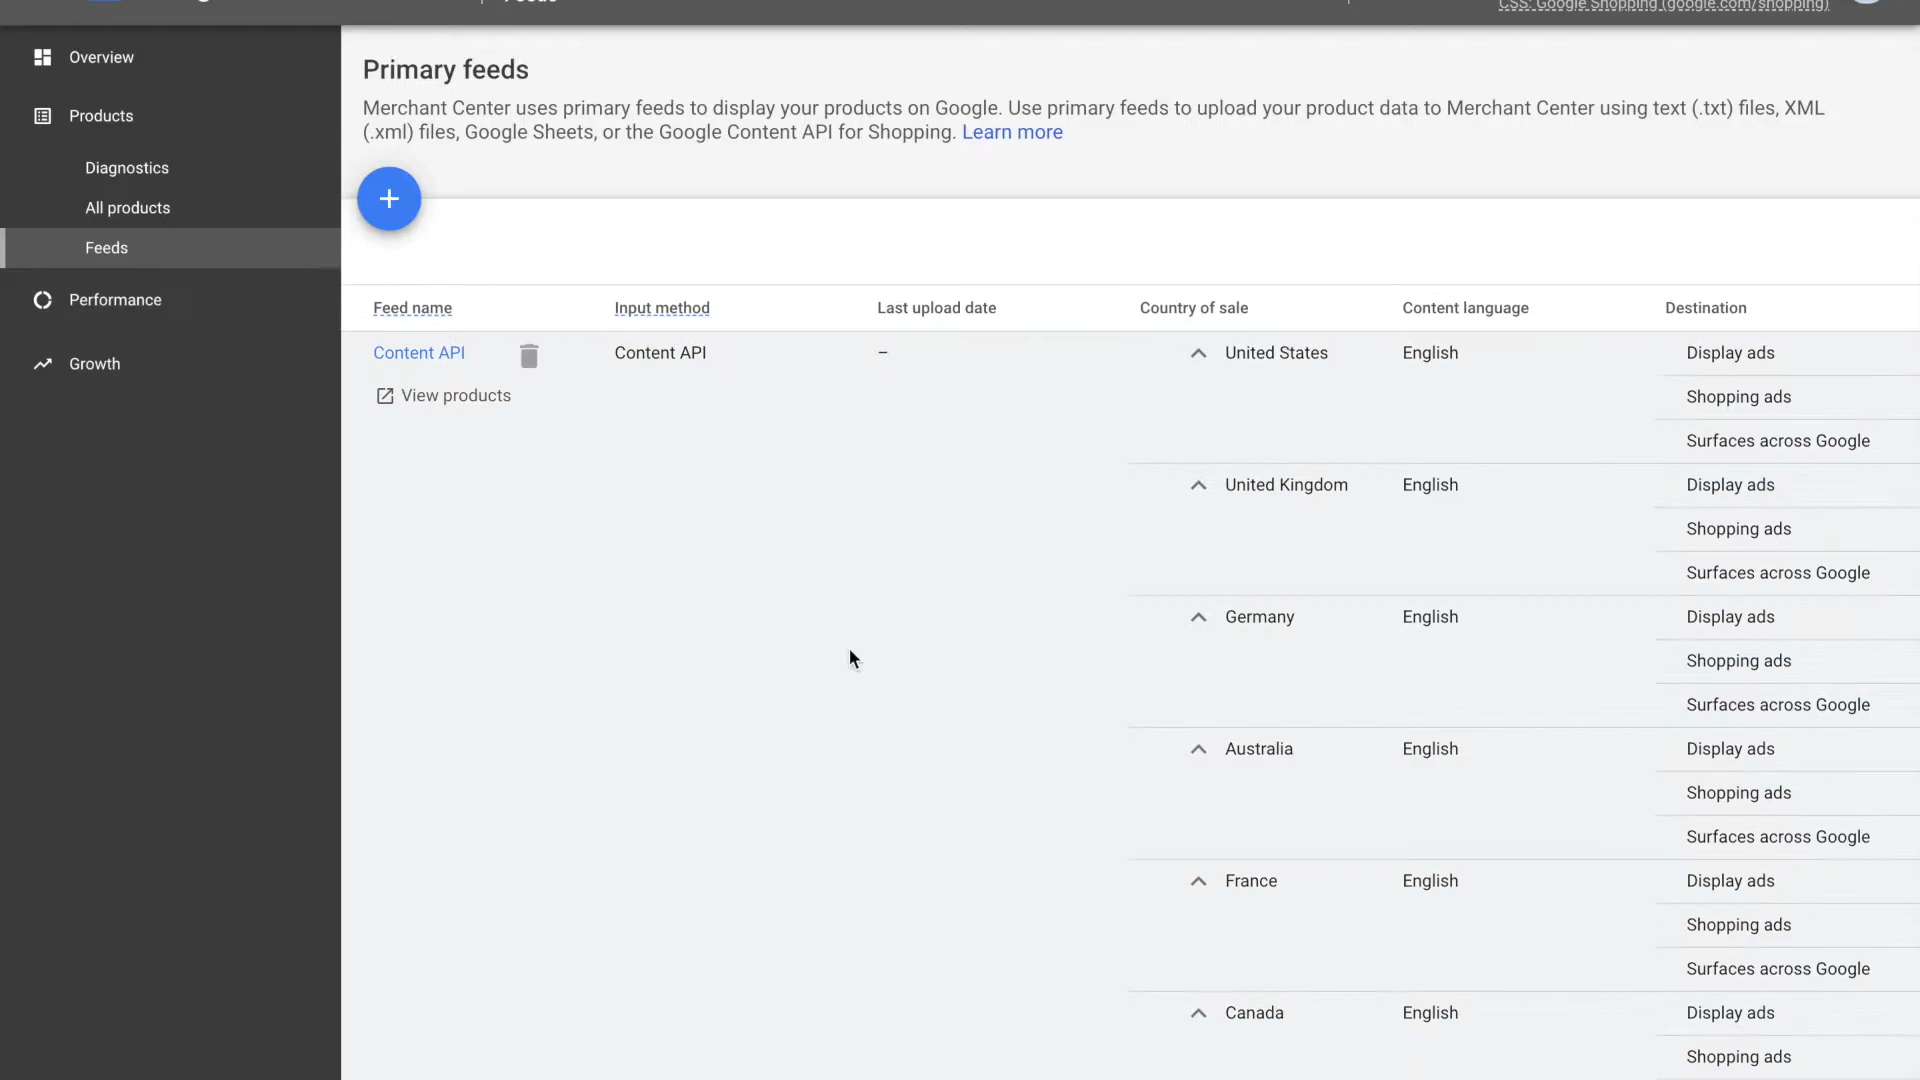 CSS: Google Shopping (google.com/shopping)
Overview
Products
Diagnostics
All products
Feeds
Performance
Growth
Primary feeds
Merchant Center uses primary feeds to display your products on Google. Use primary feeds to upload your product data to Merchant Center using text (.txt) files, XML
(.xml) files, Google Sheets, or the Google Content API for Shopping. Learn more
Feed name Input method Last upload date Country of sale Content language Destination
Content API Content API – United States English Display ads
View products Shopping ads
Surfaces across Google
United Kingdom English Display ads
Shopping ads
Surfaces across Google
Germany English Display ads
Shopping ads
Surfaces across Google
Australia English Display ads
Shopping ads
Surfaces across Google
France English Display ads
Shopping ads
Surfaces across Google
Canada English Display ads
Shopping ads